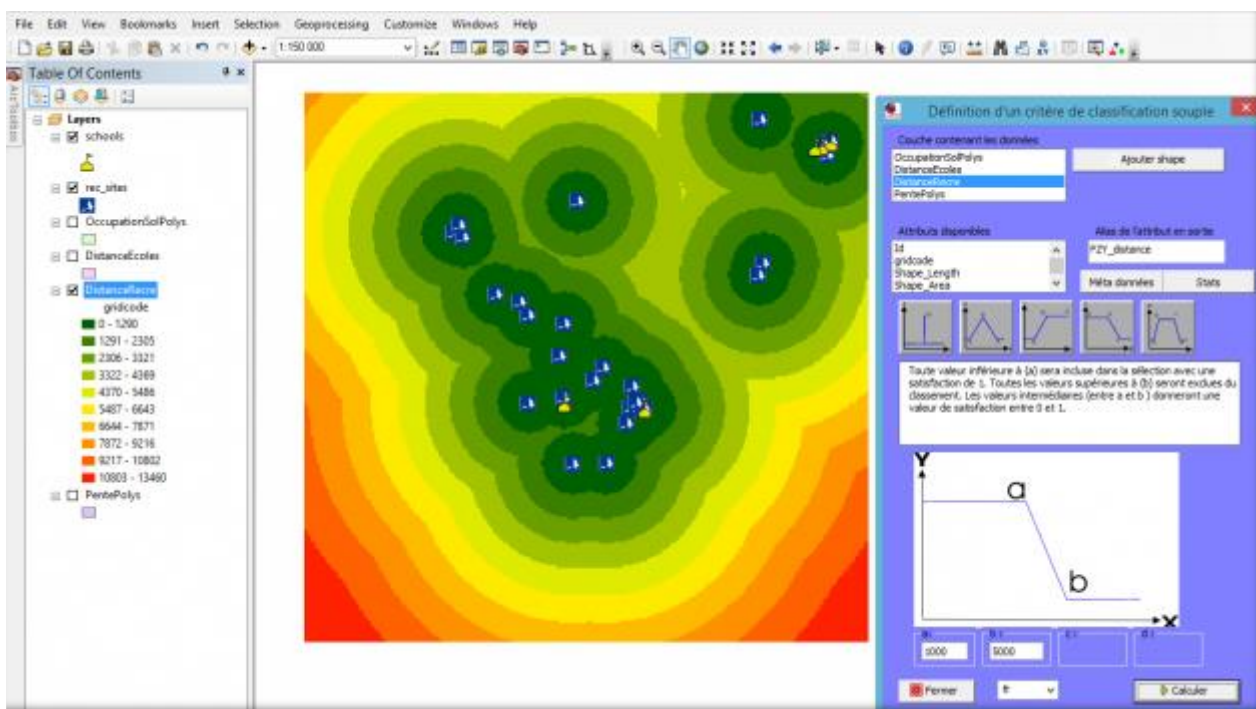 File Edit View Bookmarks Insert Selection Geoprocessing Customize Windows Help
1:150 000
Table Of Contents
ArcToolbox
Layers
schools
rec_sites
OccupationSolPolys
DistanceEcoles
DistanceRecre
gridcode
0 - 1290
1291 - 2305
2306 - 3321
3322 - 4369
4370 - 5486
5487 - 6643
6644 - 7871
7872 - 9216
9217 - 10802
10803 - 13460
PentePolys
Définition d'un critère de classification souple
Couche contenant les données
OccupationSolPolys
DistanceEcoles
DistanceRecre
PentePolys
Ajouter shape
Attributs disponibles
Id
gridcode
Shape_Length
Shape_Area
Alias de l'attribut en sortie
FZY_distance
Méta données
Stats
Toute valeur inférieure à (a) sera incluse dans la sélection avec une
satisfaction de 1. Toutes les valeurs supérieures à (b) seront exclues du
classement. Les valeurs intermédiaires (entre a et b ) donneront une
valeur de satisfaction entre 0 et 1.
Y
a
b
X
a :
b :
c :
d :
1000
5000
Fermer
ft
Calculer